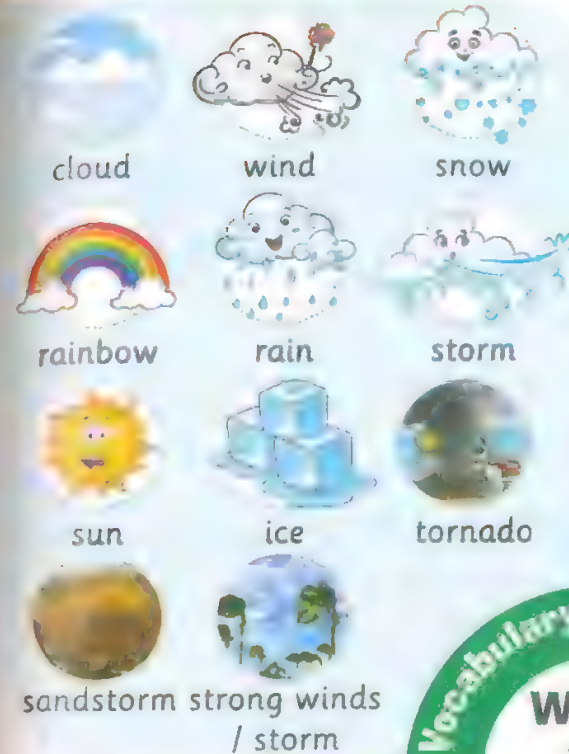 cloud wind snow
rainbow rain storm
sun ice tornado
sandstorm strong winds
/ storm
Vocabulary